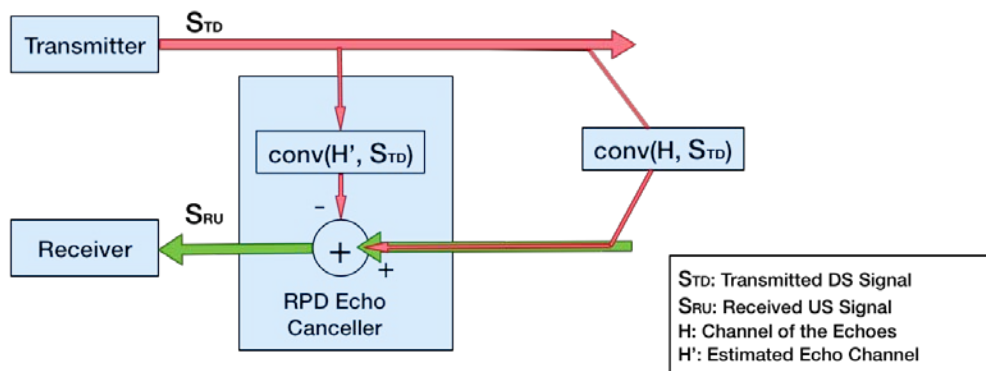 STD
Transmitter
conv(H', STD)
conv(H, STD)
-
SRU
Receiver
+
+
RPD Echo
Canceller
STD: Transmitted DS Signal
SRU: Received US Signal
H: Channel of the Echoes
H': Estimated Echo Channel